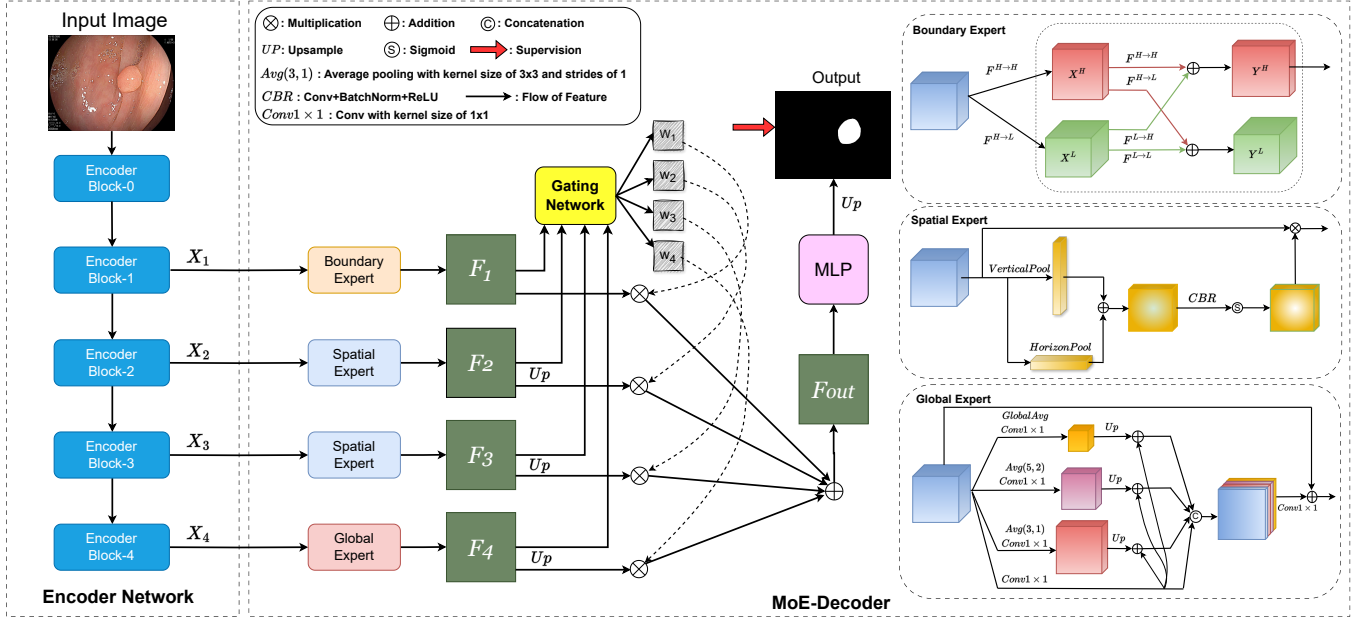 Input Image
Encoder
Block-0
Encoder
Block-1
Encoder
Block-2
Encoder
Block-3
Encoder
Block-4
Encoder Network
X1
X2
X3
X4
⊗: Multiplication
⊕: Addition
©: Concatenation
UP: Upsample
Ⓢ: Sigmoid
: Supervision
Avg(3,1) : Average pooling with kernel size of 3x3 and strides of 1
CBR: Conv+BatchNorm+ReLU
: Flow of Feature
Conv1 × 1 : Conv with kernel size of 1x1
Boundary
Expert
Spatial
Expert
Spatial
Expert
Global
Expert
F1
F2
F3
F4
Up
Up
Up
Gating
Network
w1
w2
w3
w4
Output
Up
MLP
Fout
MoE-Decoder
Boundary Expert
F^{H→H}
F^{H→L}
X^H
X^L
F^{H→H}
F^{H→L}
F^{L→H}
F^{L→L}
Y^H
Y^L
Spatial Expert
VerticalPool
HorizonPool
CBR
S
Global Expert
GlobalAvg
Conv1 × 1
Up
Avg(5,2)
Conv1 × 1
Up
Avg(3,1)
Conv1 × 1
Up
Conv1 × 1
C
Conv1 × 1